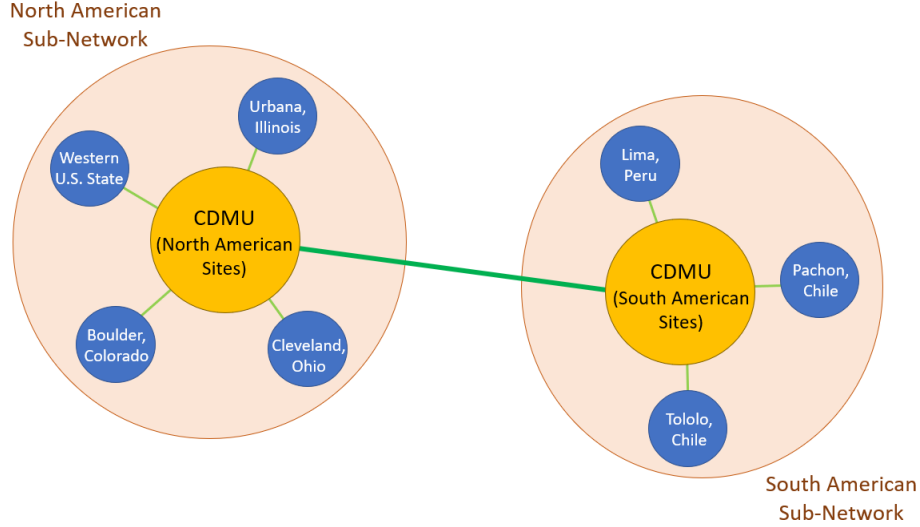 North American
Sub-Network
Urbana,
Illinois
Western
U.S. State
CDMU
(North American
Sites)
Boulder,
Colorado
Cleveland,
Ohio
Lima,
Peru
CDMU
(South American
Sites)
Pachon,
Chile
Tololo,
Chile
South American
Sub-Network